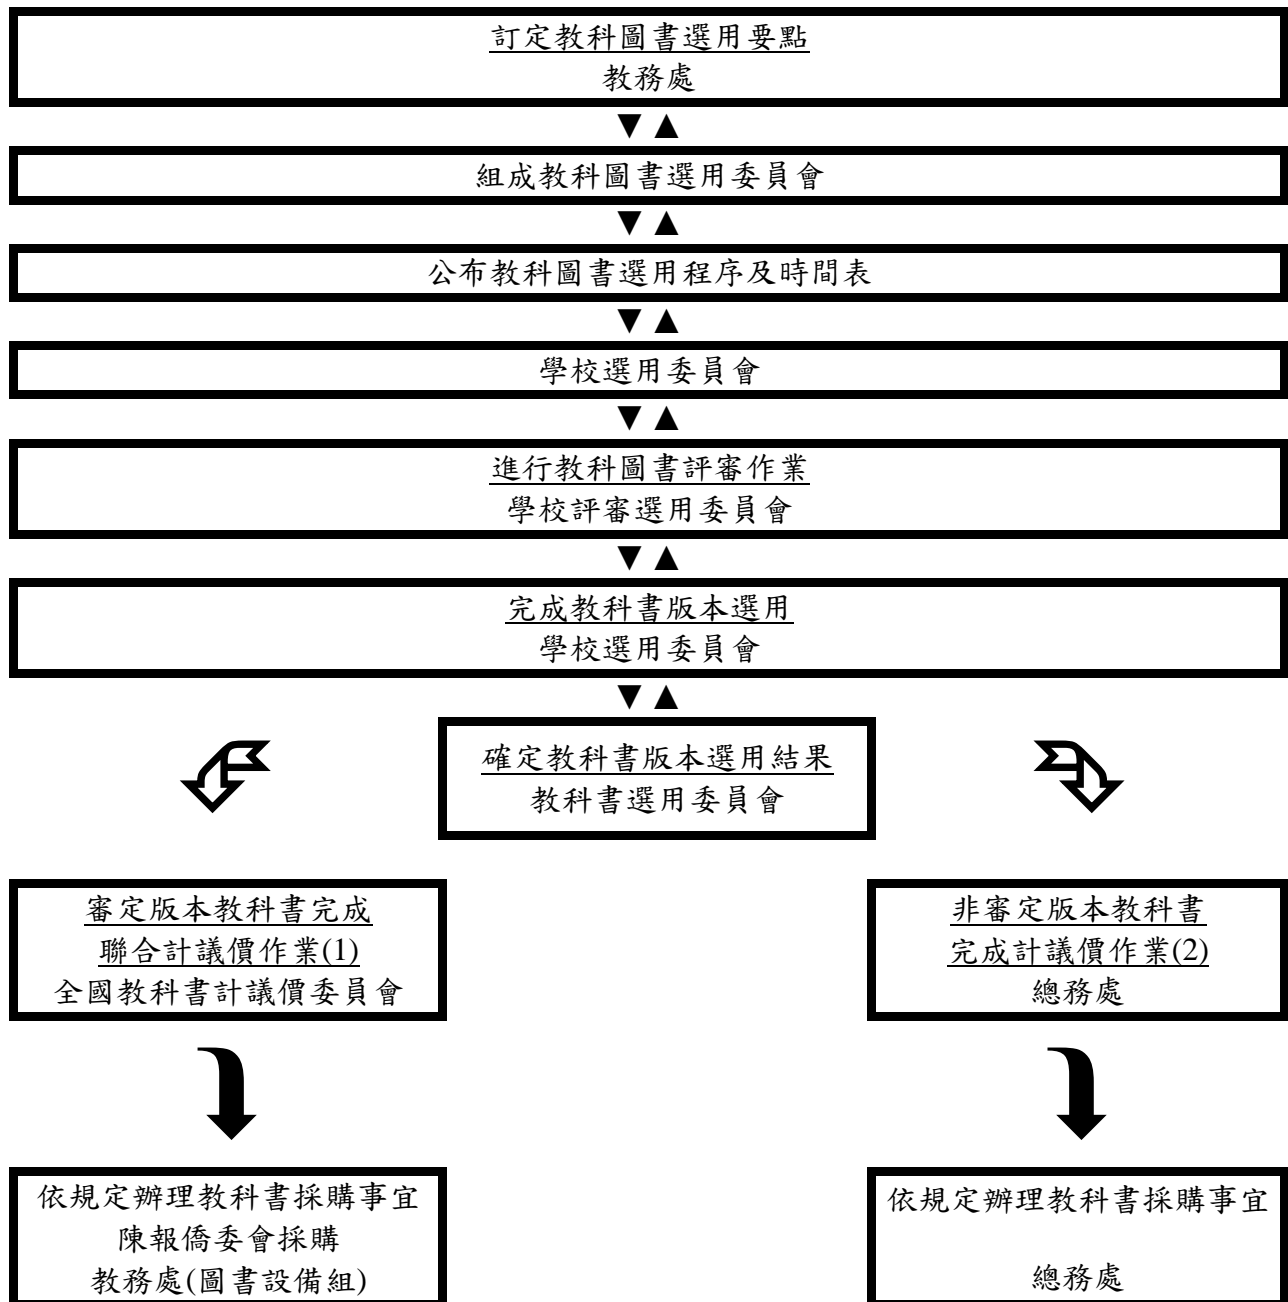 訂定教科圖書選用要點
教務處
▼▲
組成教科圖書選用委員會
▼▲
公布教科圖書選用程序及時間表
▼▲
學校選用委員會
▼▲
進行教科圖書評審作業
學校評審選用委員會
▼▲
完成教科書版本選用
學校選用委員會
▼▲
確定教科書版本選用結果
教科書選用委員會
審定版本教科書完成
聯合計議價作業(1)
全國教科書計議價委員會
非審定版本教科書
完成計議價作業(2)
總務處
依規定辦理教科書採購事宜
陳報僑委會採購
教務處(圖書設備組)
依規定辦理教科書採購事宜
總務處